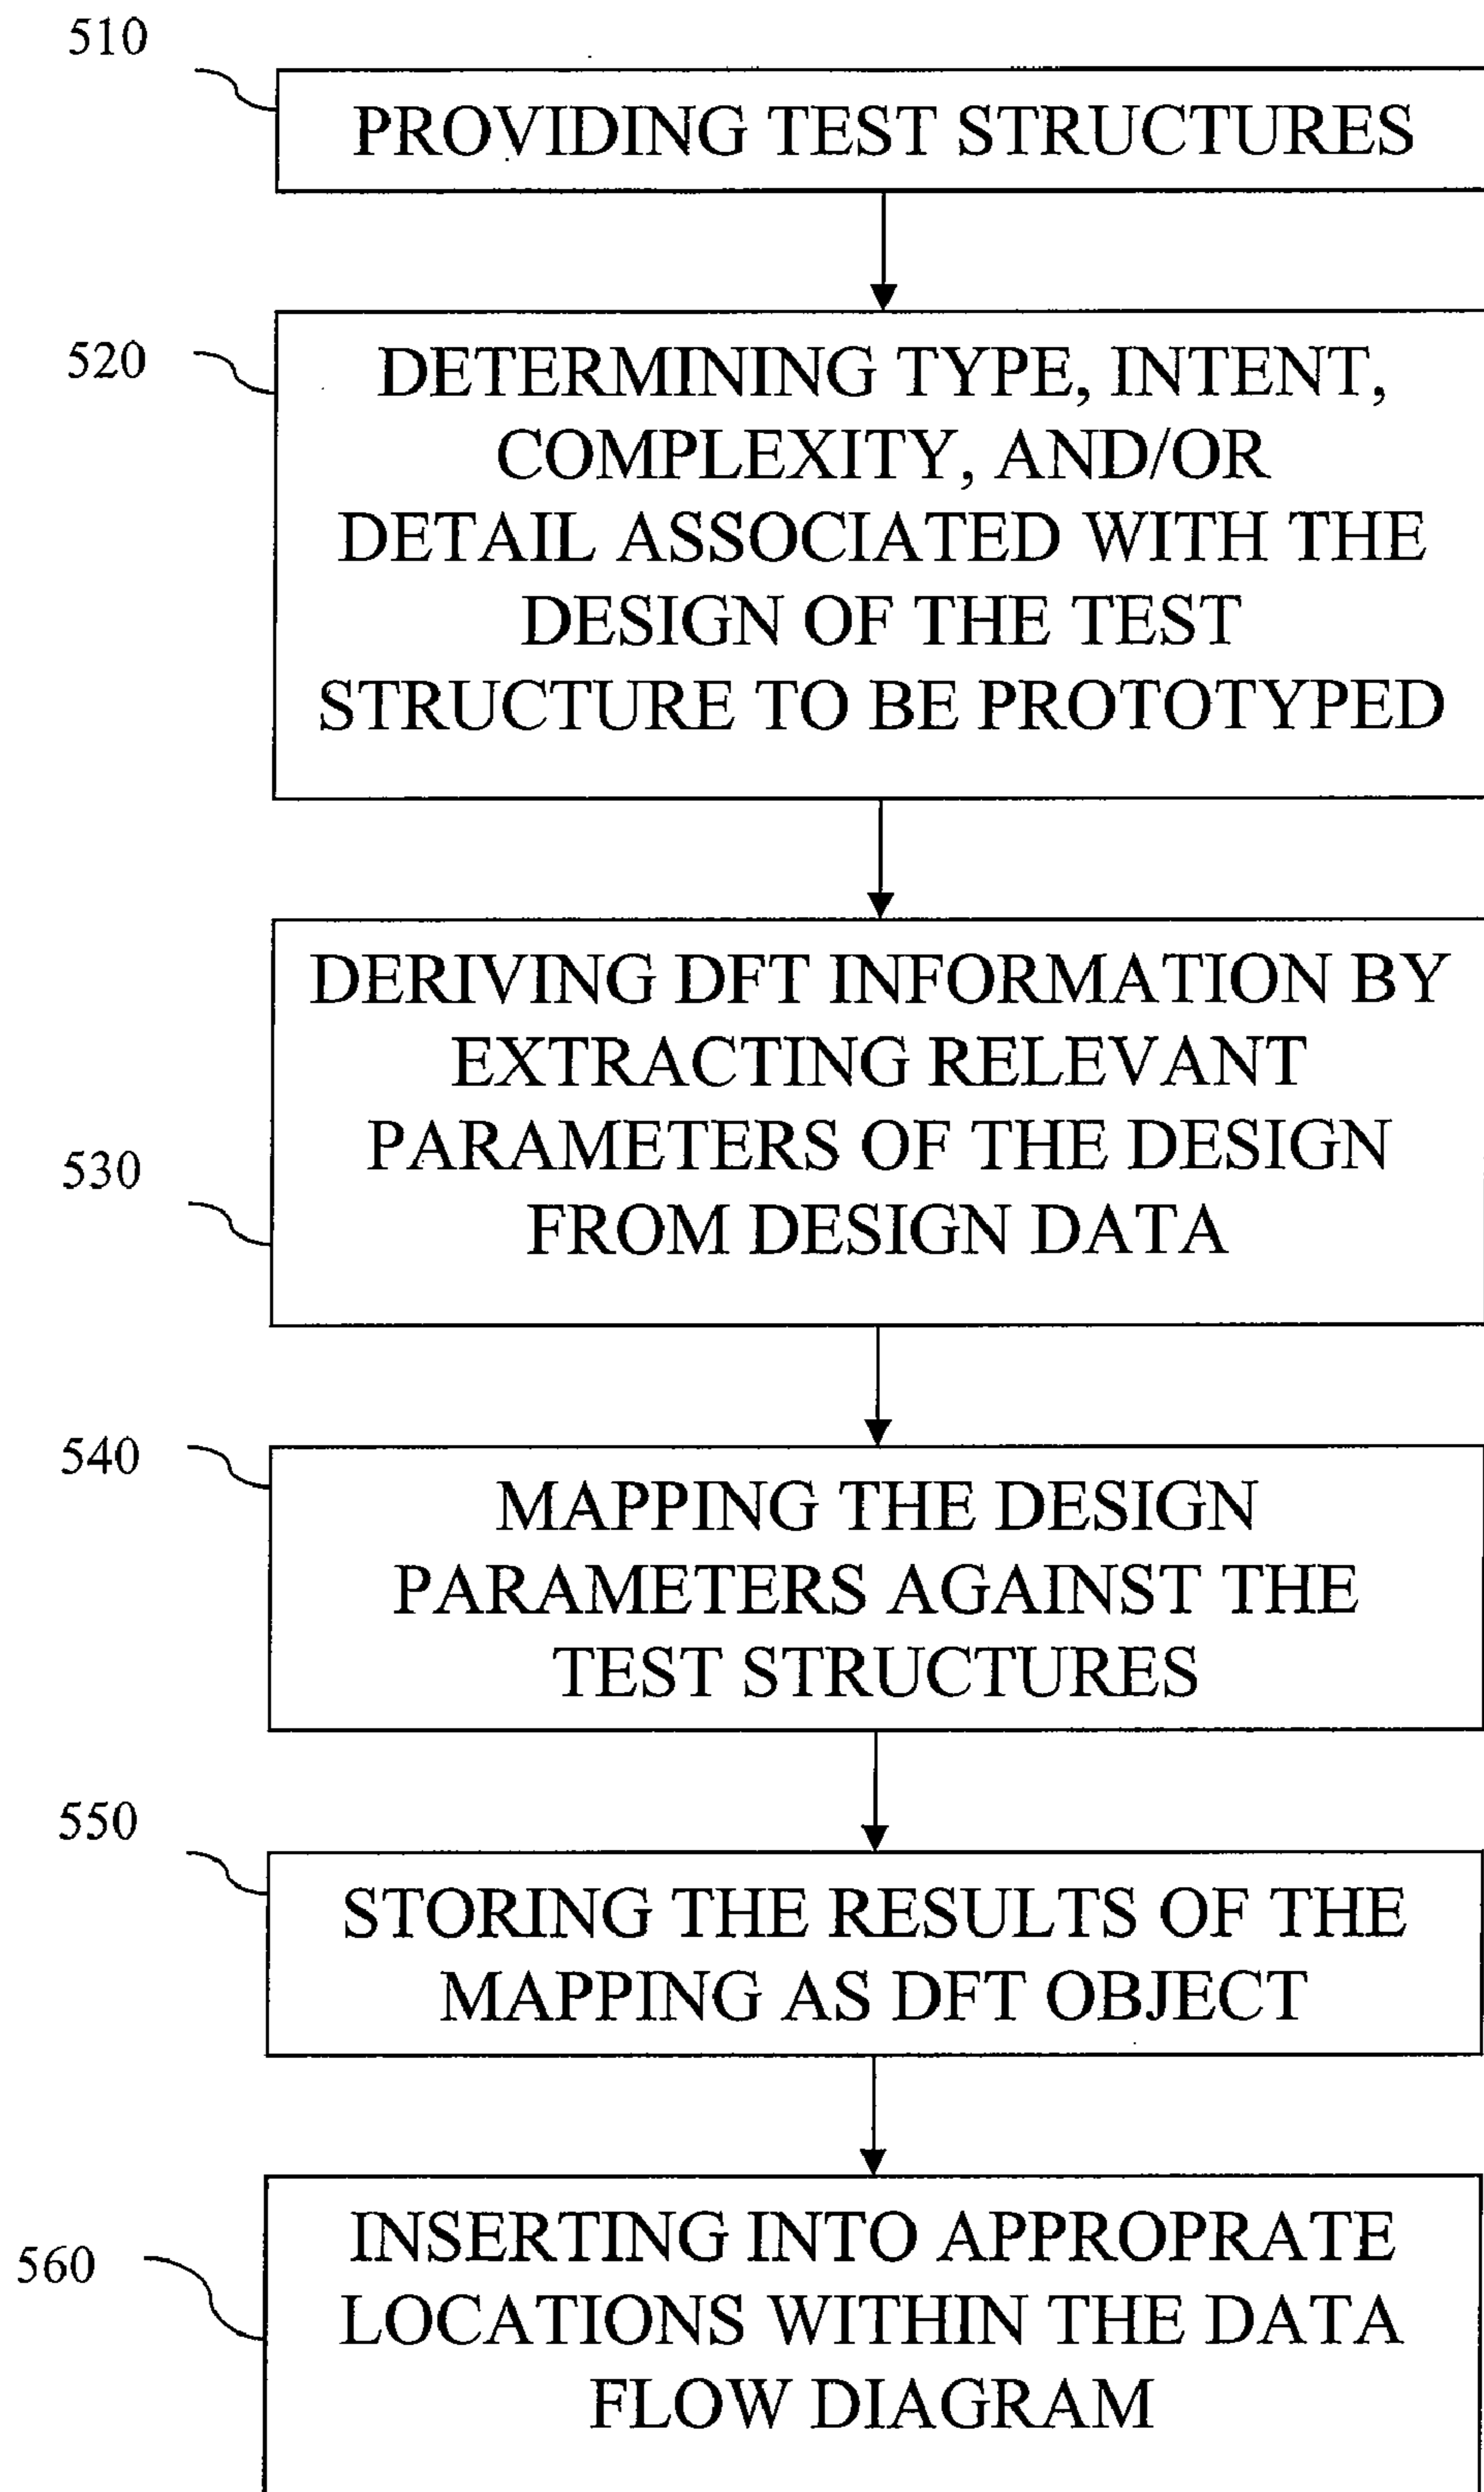 510
PROVIDING TEST STRUCTURES
520
DETERMINING TYPE, INTENT,
COMPLEXITY, AND/OR
DETAIL ASSOCIATED WITH THE
DESIGN OF THE TEST
STRUCTURE TO BE PROTOTYPED
530
DERIVING DFT INFORMATION BY
EXTRACTING RELEVANT
PARAMETERS OF THE DESIGN
FROM DESIGN DATA
540
MAPPING THE DESIGN
PARAMETERS AGAINST THE
TEST STRUCTURES
550
STORING THE RESULTS OF THE
MAPPING AS DFT OBJECT
560
INSERTING INTO APPROPRATE
LOCATIONS WITHIN THE DATA
FLOW DIAGRAM